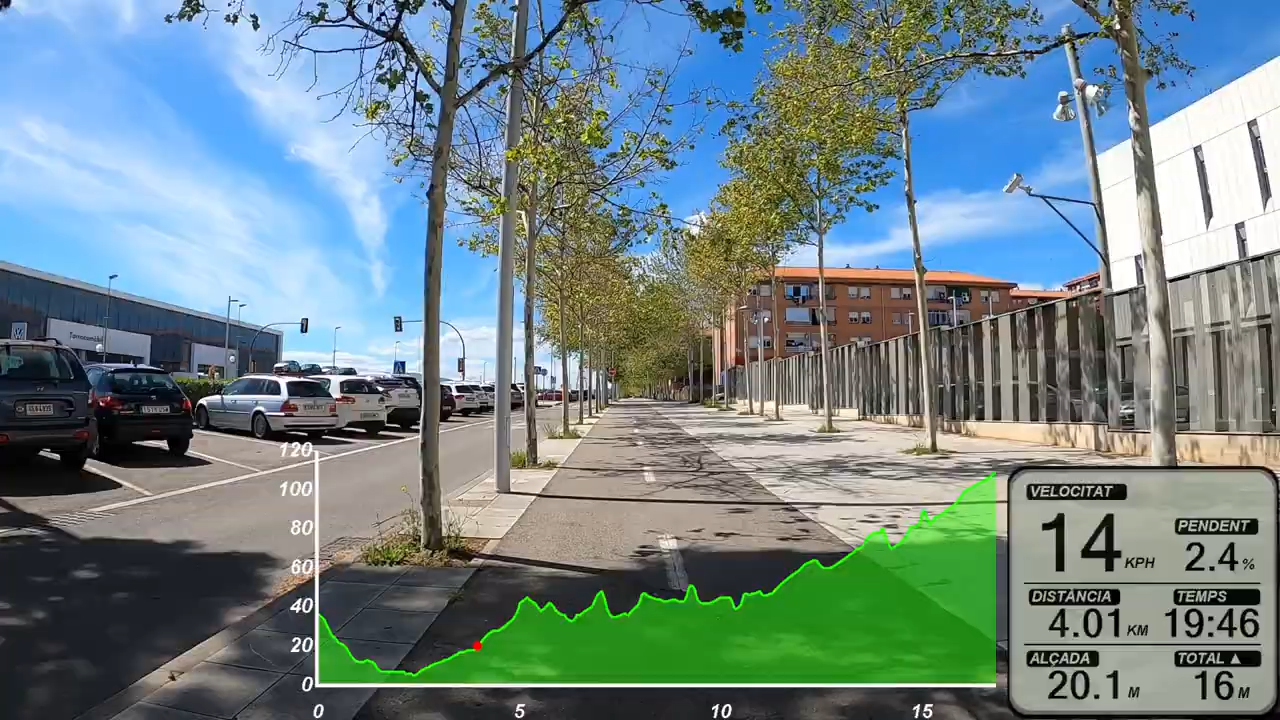 Tarracomòbil
120
100
80
60
40
20
0
0 5 10 15
VELOCITAT
14 KPH
PENDENT
2.4 %
DISTÀNCIA
4.01 KM
TEMPS
19:46
ALÇADA
20.1 M
TOTAL ▲
16 M